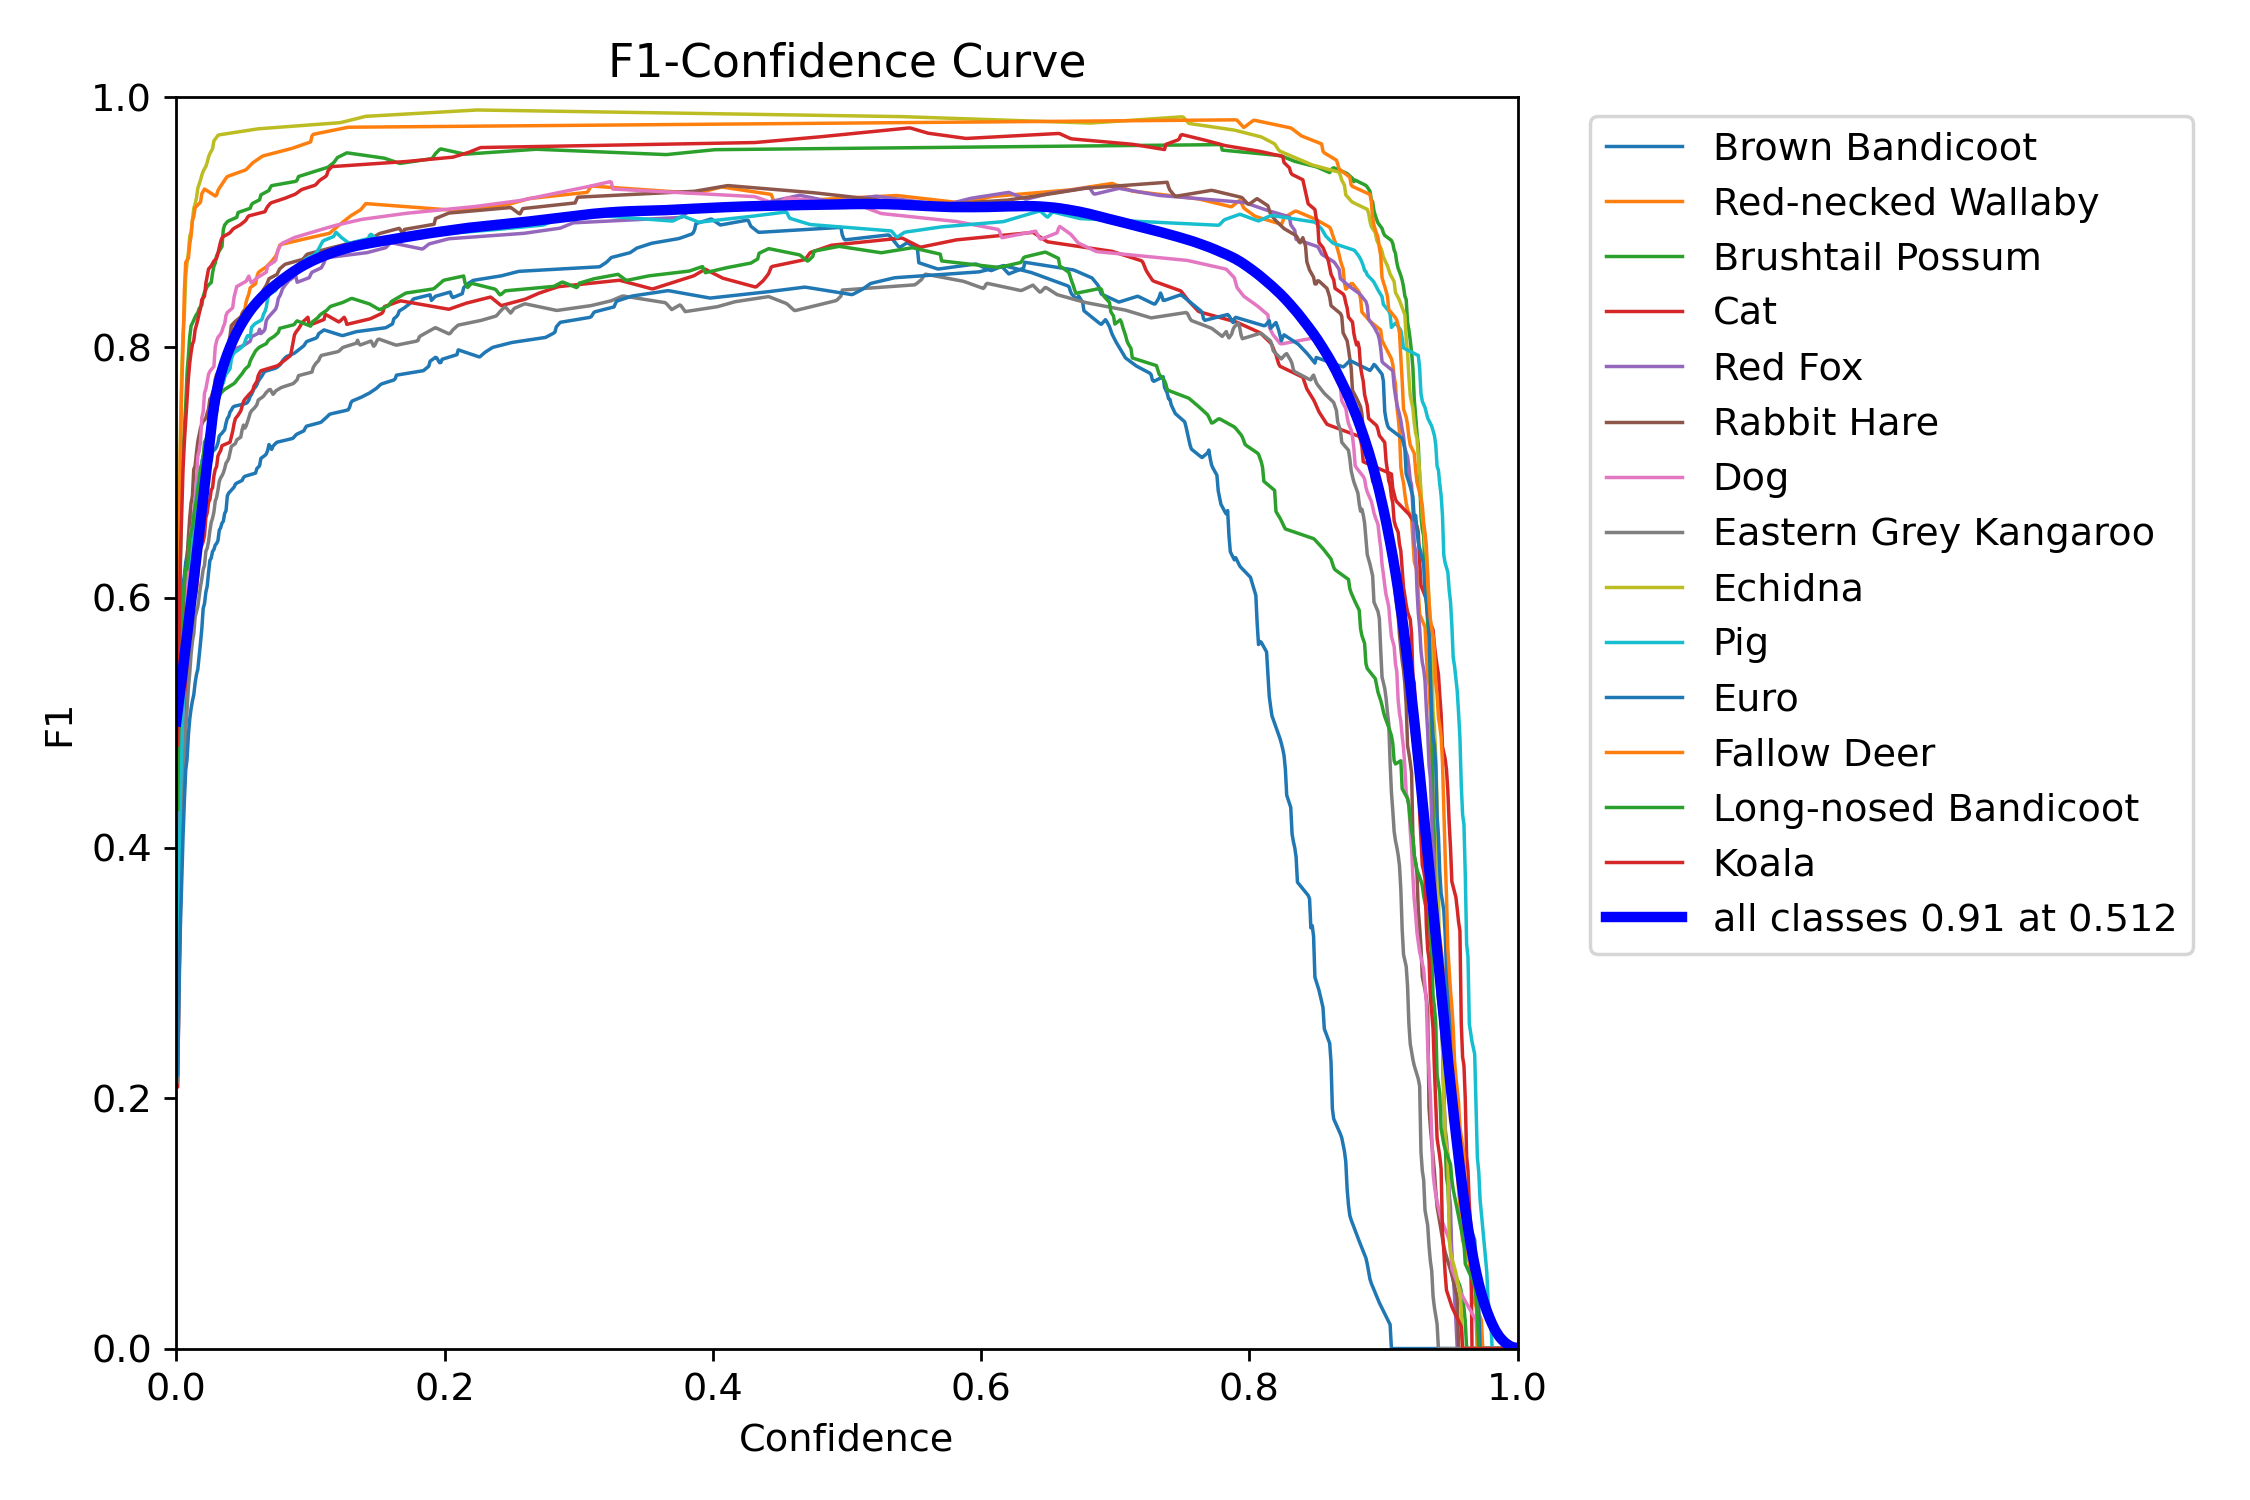 F1-Confidence Curve
1.0
0.8
0.6
0.4
0.2
0.0
F1
0.0 0.2 0.4 0.6 0.8 1.0
Confidence
Brown Bandicoot
Red-necked Wallaby
Brushtail Possum
Cat
Red Fox
Rabbit Hare
Dog
Eastern Grey Kangaroo
Echidna
Pig
Euro
Fallow Deer
Long-nosed Bandicoot
Koala
all classes 0.91 at 0.512